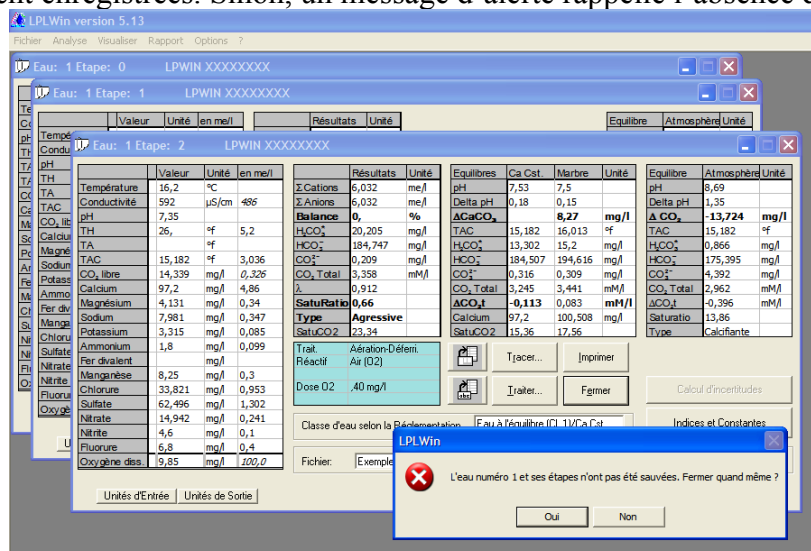 ent enregistrées. Sinon, un message d'alerte rappelle l'absence d
LPLWin version 5.13
Fichier Analyse Visualiser Rapport Options ?
Eau: 1 Etape: 0 LPWIN XXXXXXXX
Eau: 1 Etape: 1 LPWIN XXXXXXXX
Valeur Unité en me/l Résultats Unité Equilibre Atmosphère Unité
Eau: 1 Etape: 2 LPWIN XXXXXXXX
Valeur Unité en me/l
Température 16,2 °C
Conductivité 592 µS/cm 486
pH 7,35
TH 26, °f 5,2
TA °f
TAC 15,182 °f 3,036
CO₂ libre 14,339 mg/l 0,326
Calcium 97,2 mg/l 4,86
Magnésium 4,131 mg/l 0,34
Sodium 7,981 mg/l 0,347
Potassium 3,315 mg/l 0,085
Ammonium 1,8 mg/l 0,099
Fer divalent mg/l
Manganèse 8,25 mg/l 0,3
Chlorure 33,821 mg/l 0,953
Sulfate 62,496 mg/l 1,302
Nitrate 14,942 mg/l 0,241
Nitrite 4,6 mg/l 0,1
Fluorure 6,8 mg/l 0,4
Oxygène diss. 9,85 mg/l 100,0
Unités d'Entrée Unités de Sortie
Résultats Unité
Σ Cations 6,032 me/l
Σ Anions 6,032 me/l
Balance 0, %
H₂CO₃* 20,205 mg/l
HCO₃⁻ 184,747 mg/l
CO₃²⁻ 0,209 mg/l
CO₂ Total 3,358 mM/l
λ 0,912
SatuRatio 0,66
Type Agressive
SatuCO2 23,34
Equilibres Ca Cst. Marbre Unité
pH 7,53 7,5
Delta pH 0,18 0,15
ΔCaCO₃ 8,27 mg/l
TAC 15,182 16,013 °f
H₂CO₃* 13,302 15,2 mg/l
HCO₃⁻ 184,507 194,616 mg/l
CO₃²⁻ 0,316 0,309 mg/l
CO₂ Total 3,245 3,441 mM/l
ΔCO₂t -0,113 0,083 mM/l
Calcium 97,2 100,508 mg/l
SatuCO2 15,36 17,56
Equilibre Atmosphère Unité
pH 8,69
Delta pH 1,35
Δ CO₂ -13,724 mg/l
TAC 15,182 °f
H₂CO₃* 0,866 mg/l
HCO₃⁻ 175,395 mg/l
CO₃²⁻ 4,392 mg/l
CO₂ Total 2,962 mM/l
ΔCO₂t -0,396 mM/l
Saturatio 13,86
Type Calcifiante
Trait. Aération-Déferri.
Réactif Air (O2)
Dose O2 ,40 mg/l
Tracer... Imprimer
Traiter... Fermer
Calcul d'incertitudes
Indices et Constantes
Classe d'eau selon la Réglementation Eau à l'équilibre (CL1)/Ca Cst
Fichier: Exemple
LPLWin
L'eau numéro 1 et ses étapes n'ont pas été sauvées. Fermer quand même ?
Oui Non